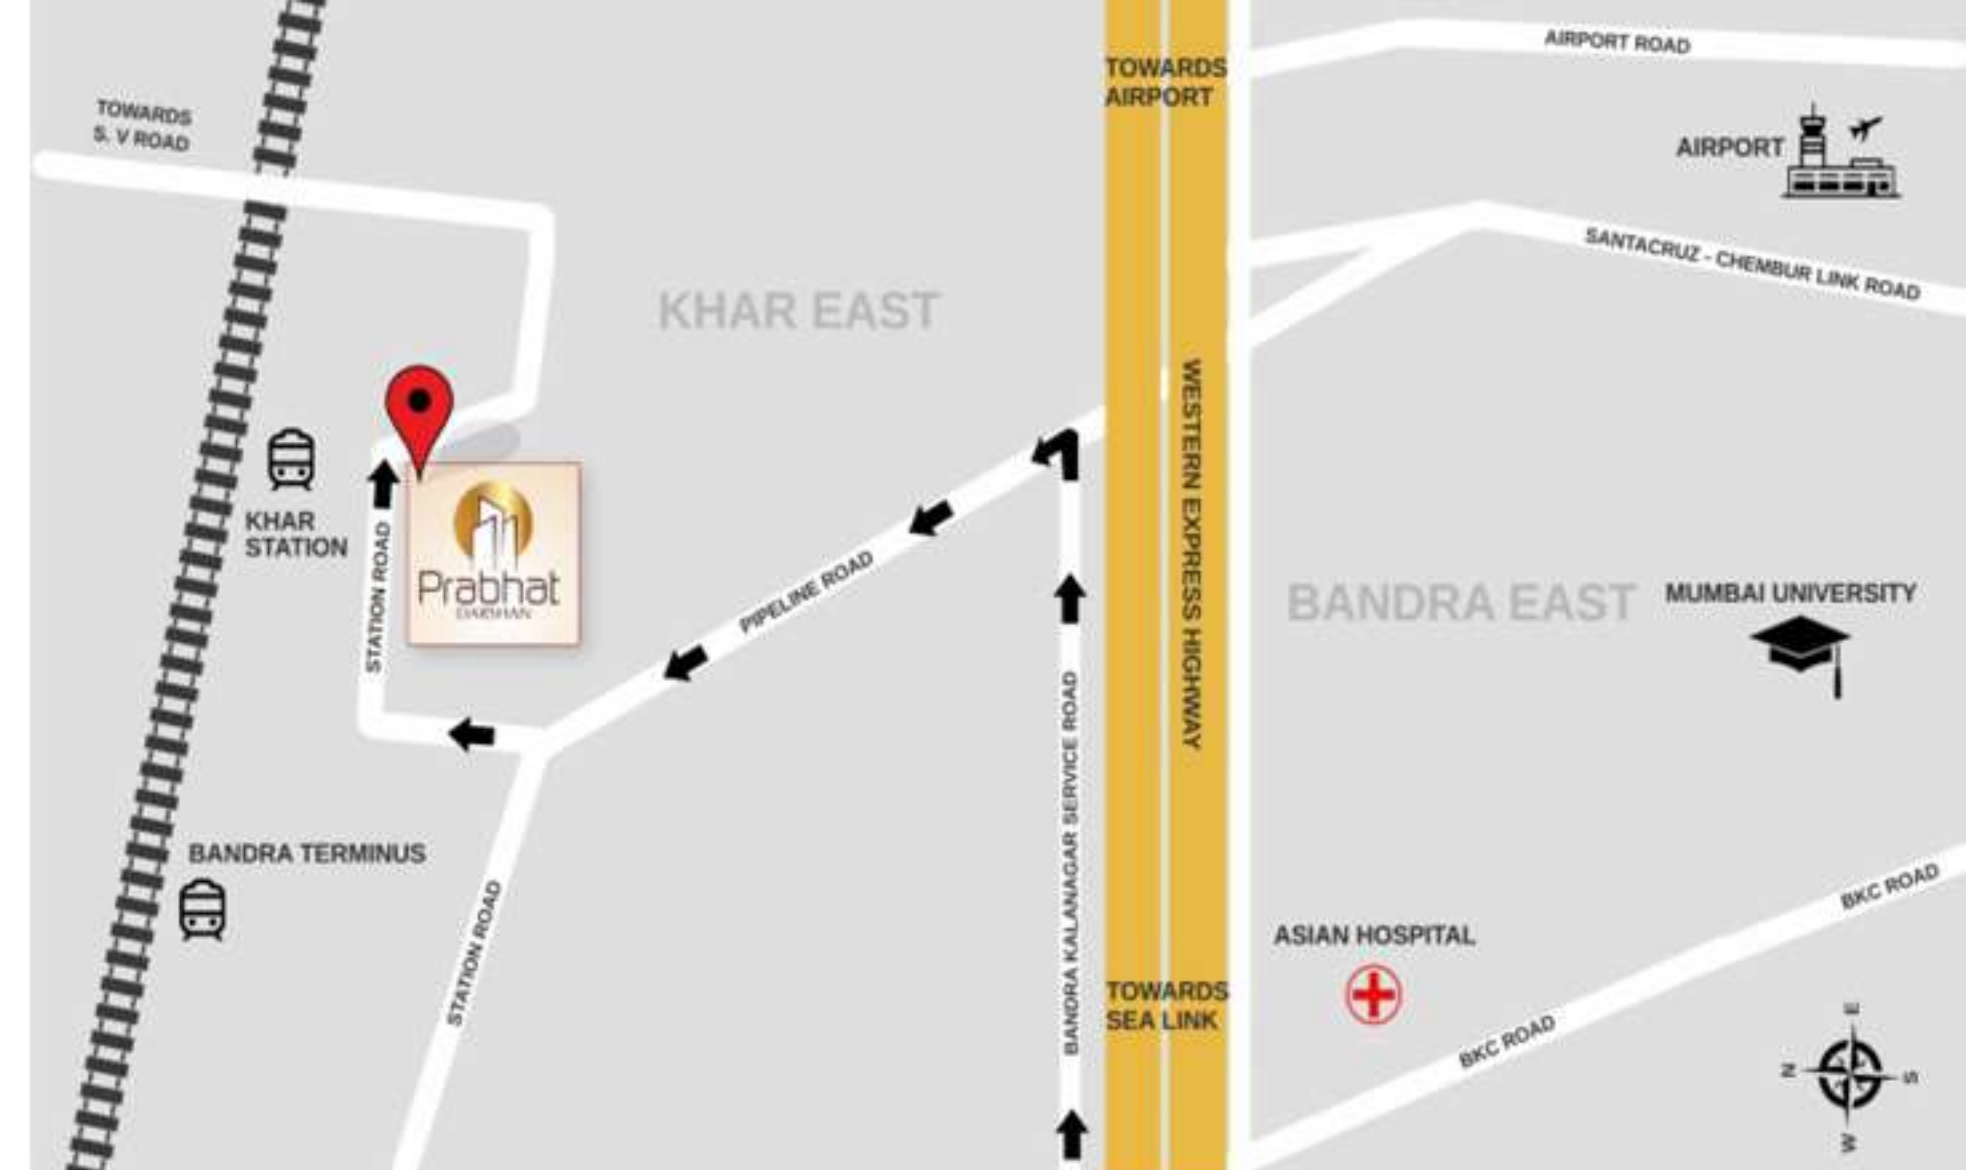 AIRPORT ROAD
TOWARDS
AIRPORT
TOWARDS
S. V ROAD
AIRPORT
SANTACRUZ - CHEMBUR LINK ROAD
KHAR EAST
WESTERN EXPRESS HIGHWAY
KHAR
STATION
STATION ROAD
Prabhat
DARSHAN
PIPELINE ROAD
BANDRA EAST
MUMBAI UNIVERSITY
BANDRA KALANAGAR SERVICE ROAD
BANDRA TERMINUS
STATION ROAD
BKC ROAD
ASIAN HOSPITAL
TOWARDS
SEA LINK
BKC ROAD
E
N
S
W